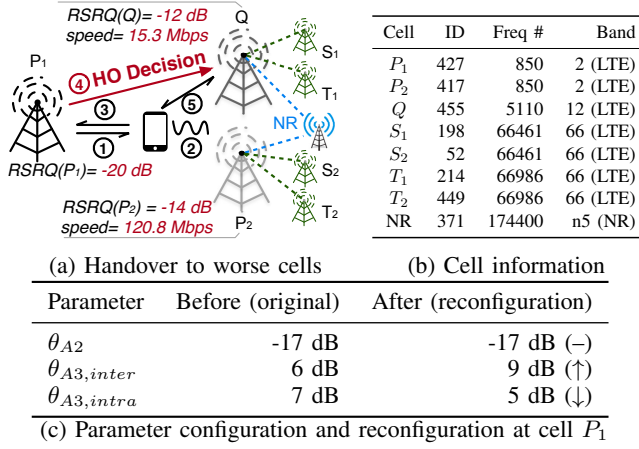 RSRQ(Q)= -12 dB
speed= 15.3 Mbps
Q
P1
④ HO Decision
S1
T1
③
⑤
①
②
NR
RSRQ(P1)= -20 dB
S2
RSRQ(P2)= -14 dB
speed= 120.8 Mbps
P2
T2
(a) Handover to worse cells
Cell ID Freq # Band
P1 427 850 2 (LTE)
P2 417 850 2 (LTE)
Q 455 5110 12 (LTE)
S1 198 66461 66 (LTE)
S2 52 66461 66 (LTE)
T1 214 66986 66 (LTE)
T2 449 66986 66 (LTE)
NR 371 174400 n5 (NR)
(b) Cell information
Parameter Before (original) After (reconfiguration)
θA2 -17 dB -17 dB (–)
θA3,inter 6 dB 9 dB (↑)
θA3,intra 7 dB 5 dB (↓)
(c) Parameter configuration and reconfiguration at cell P1